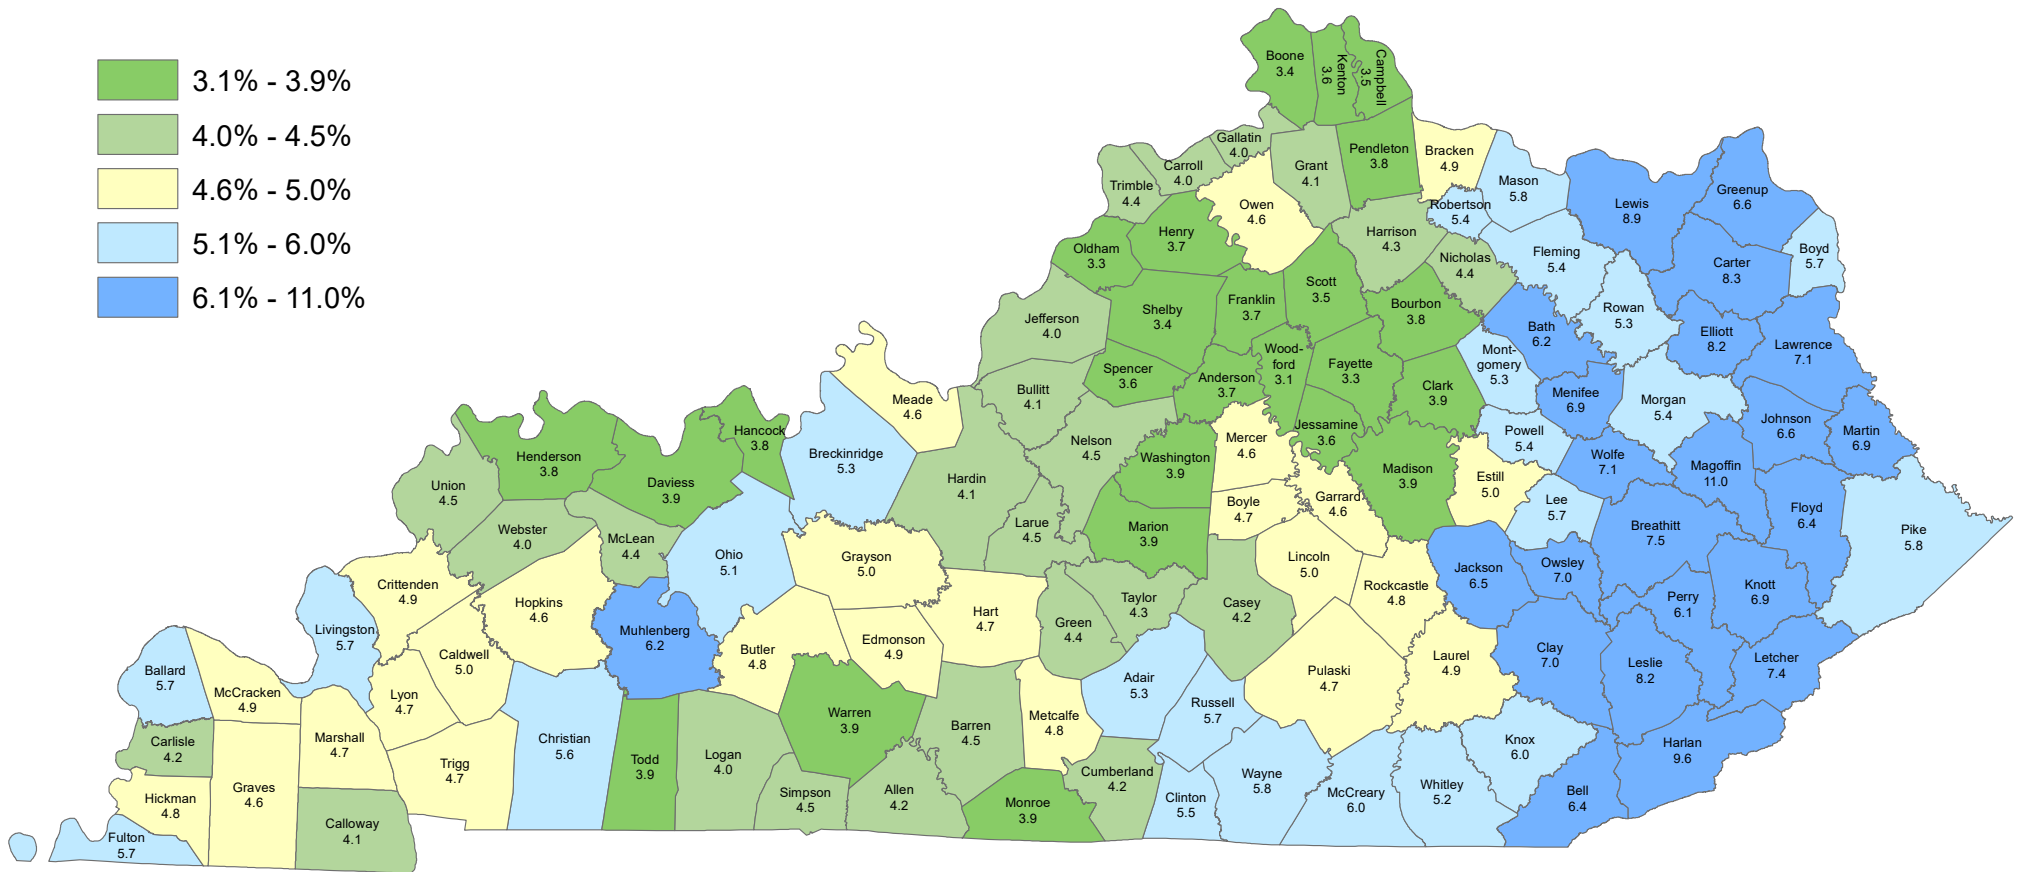 3.1% - 3.9%
4.0% - 4.5%
4.6% - 5.0%
5.1% - 6.0%
6.1% - 11.0%
Boone
3.4
Kenton
3.6
Campbell
3.5
Gallatin
4.0
Carroll
4.0
Trimble
4.4
Grant
4.1
Pendleton
3.8
Bracken
4.9
Mason
5.8
Robertson
5.4
Lewis
8.9
Greenup
6.6
Boyd
5.7
Owen
4.6
Henry
3.7
Oldham
3.3
Harrison
4.3
Nicholas
4.4
Fleming
5.4
Carter
8.3
Rowan
5.3
Elliott
8.2
Lawrence
7.1
Jefferson
4.0
Shelby
3.4
Franklin
3.7
Scott
3.5
Bourbon
3.8
Bath
6.2
Mont-
gomery
5.3
Menifee
6.9
Morgan
5.4
Johnson
6.6
Martin
6.9
Spencer
3.6
Anderson
3.7
Wood-
ford
3.1
Fayette
3.3
Clark
3.9
Bullitt
4.1
Meade
4.6
Hancock
3.8
Breckinridge
5.3
Nelson
4.5
Washington
3.9
Mercer
4.6
Jessamine
3.6
Madison
3.9
Powell
5.4
Estill
5.0
Wolfe
7.1
Magoffin
11.0
Floyd
6.4
Pike
5.8
Henderson
3.8
Daviess
3.9
Union
4.5
Webster
4.0
McLean
4.4
Ohio
5.1
Hardin
4.1
Larue
4.5
Marion
3.9
Boyle
4.7
Garrard
4.6
Lee
5.7
Breathitt
7.5
Grayson
5.0
Lincoln
5.0
Rockcastle
4.8
Jackson
6.5
Owsley
7.0
Perry
6.1
Knott
6.9
Crittenden
4.9
Hopkins
4.6
Muhlenberg
6.2
Butler
4.8
Edmonson
4.9
Hart
4.7
Green
4.4
Taylor
4.3
Casey
4.2
Livingston
5.7
Caldwell
5.0
Lyon
4.7
Pulaski
4.7
Laurel
4.9
Clay
7.0
Leslie
8.2
Letcher
7.4
Ballard
5.7
McCracken
4.9
Adair
5.3
Russell
5.7
Carlisle
4.2
Marshall
4.7
Trigg
4.7
Christian
5.6
Todd
3.9
Logan
4.0
Warren
3.9
Barren
4.5
Metcalfe
4.8
Knox
6.0
Harlan
9.6
Hickman
4.8
Graves
4.6
Calloway
4.1
Simpson
4.5
Allen
4.2
Monroe
3.9
Cumberland
4.2
Clinton
5.5
Wayne
5.8
McCreary
6.0
Whitley
5.2
Bell
6.4
Fulton
5.7